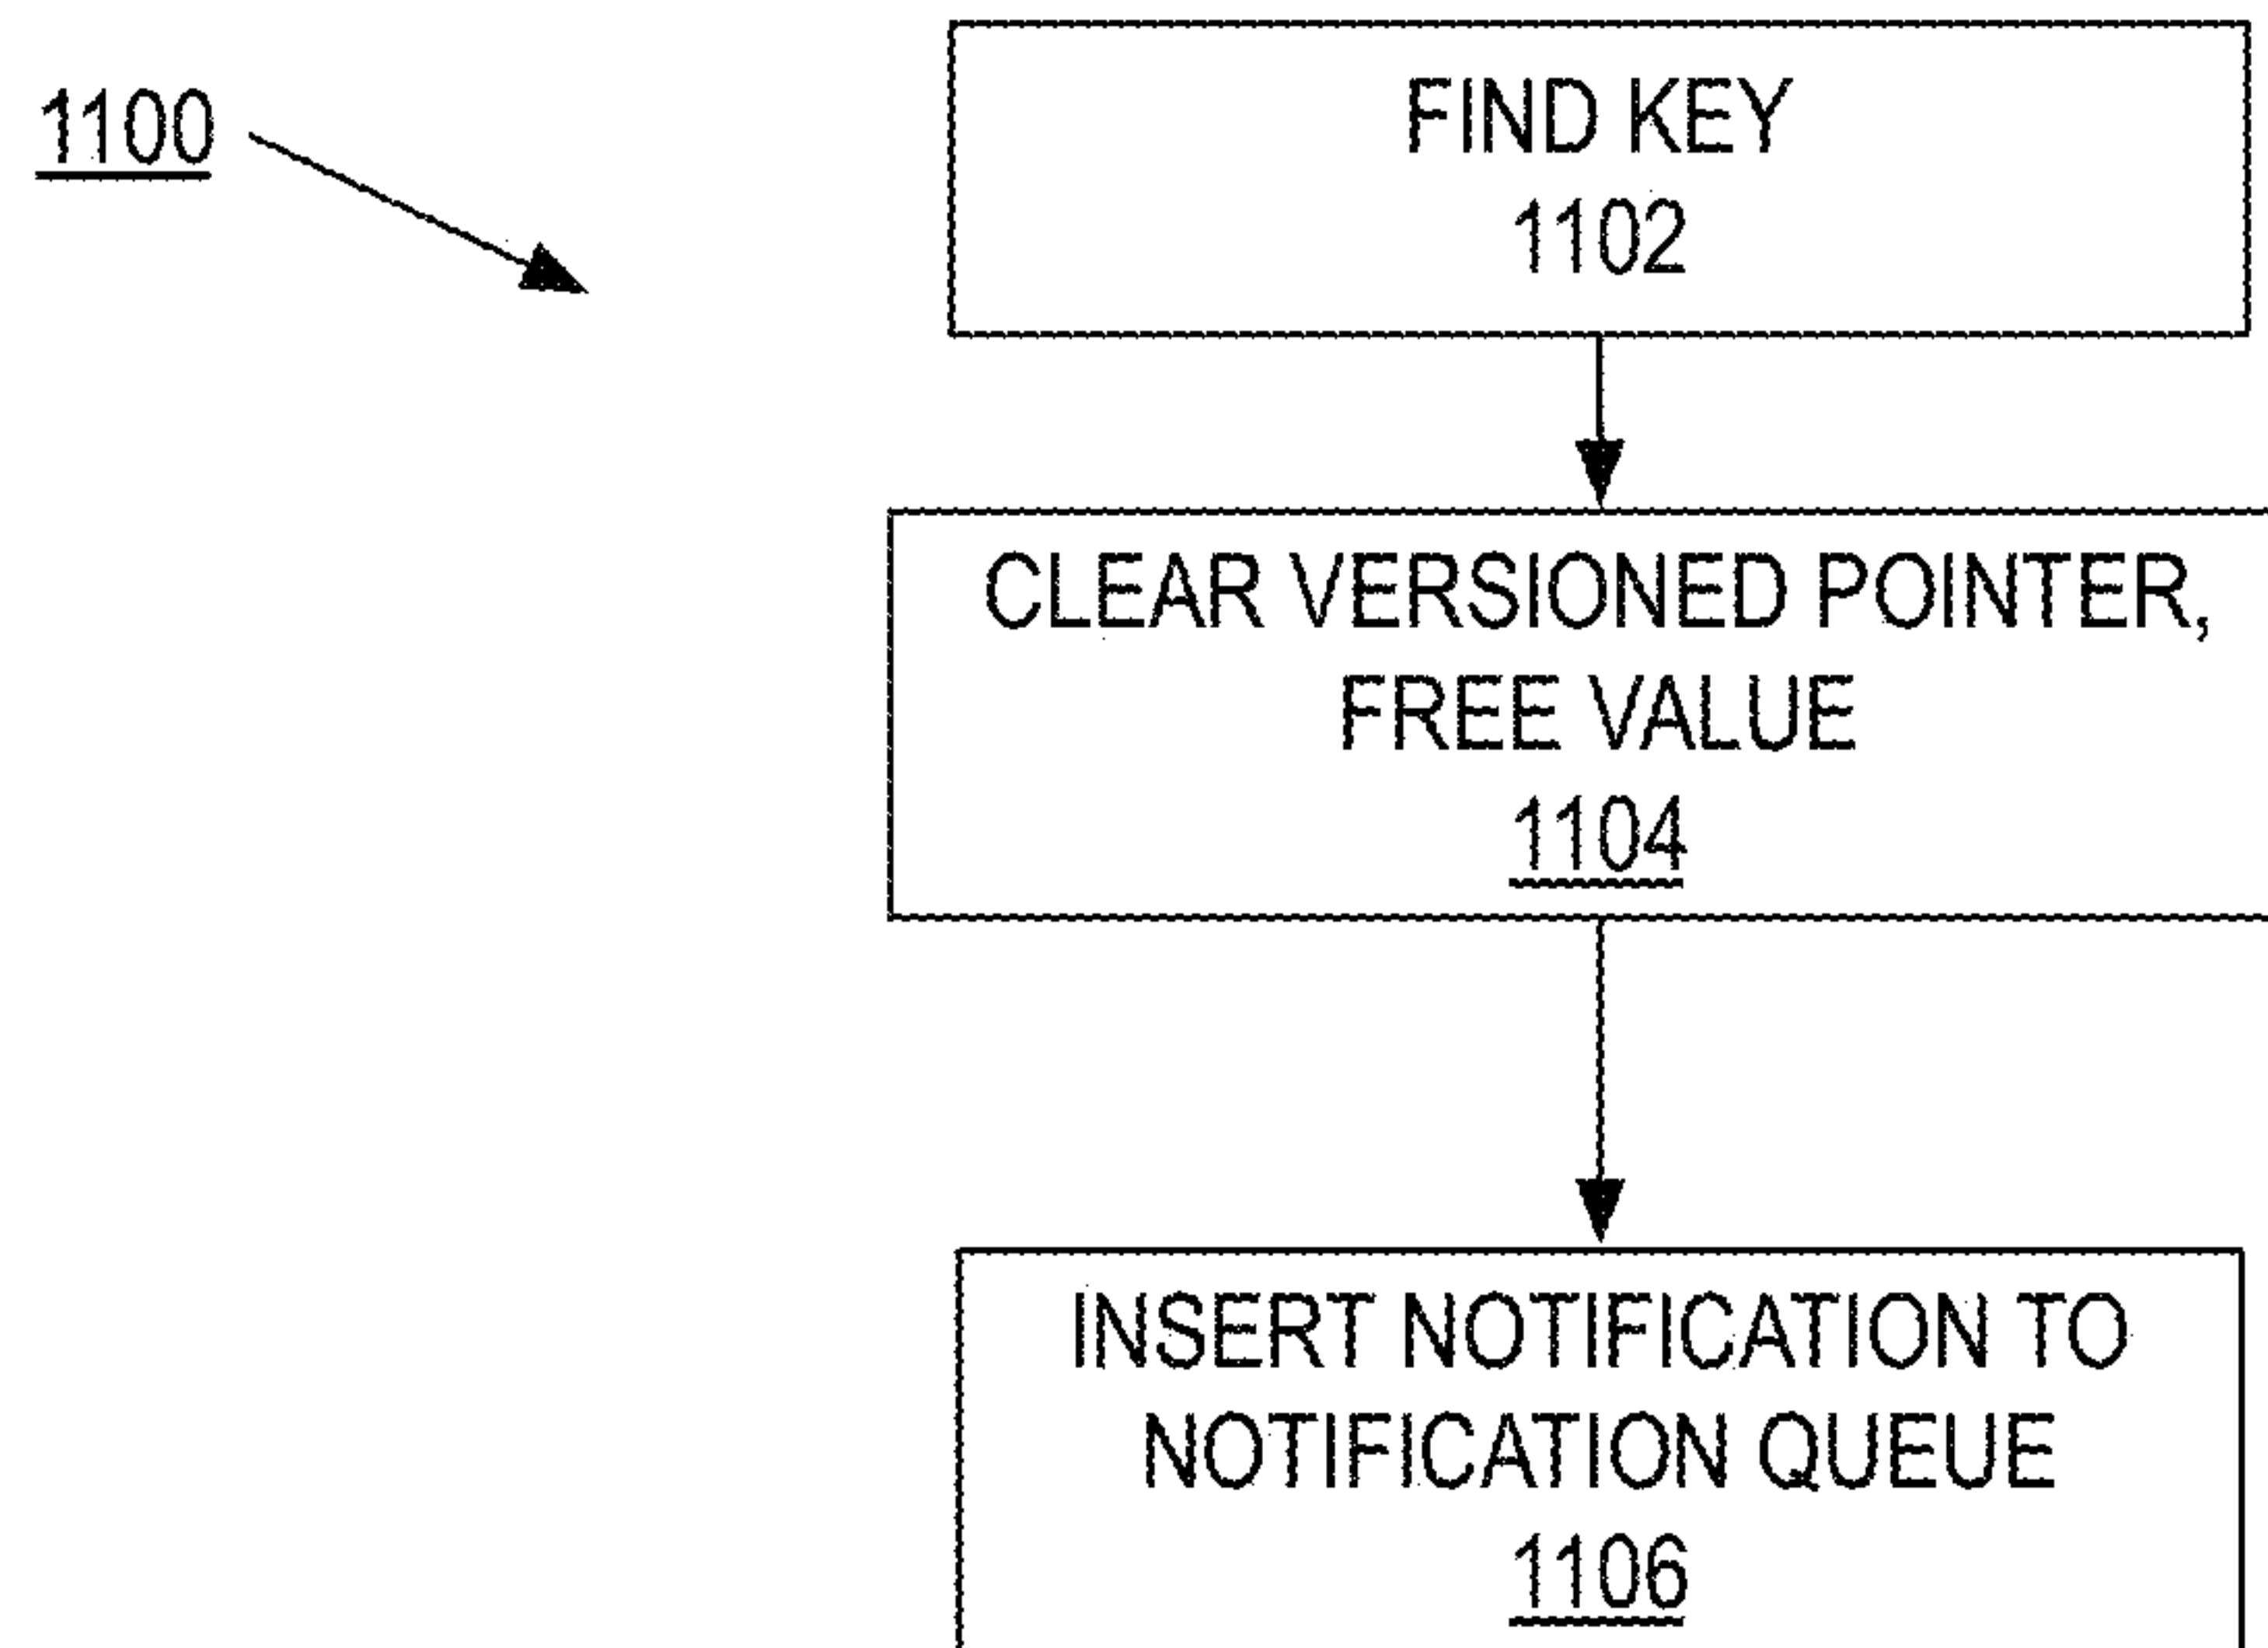 1100
FIND KEY
1102
CLEAR VERSIONED POINTER,
FREE VALUE
1104
INSERT NOTIFICATION TO
NOTIFICATION QUEUE
1106